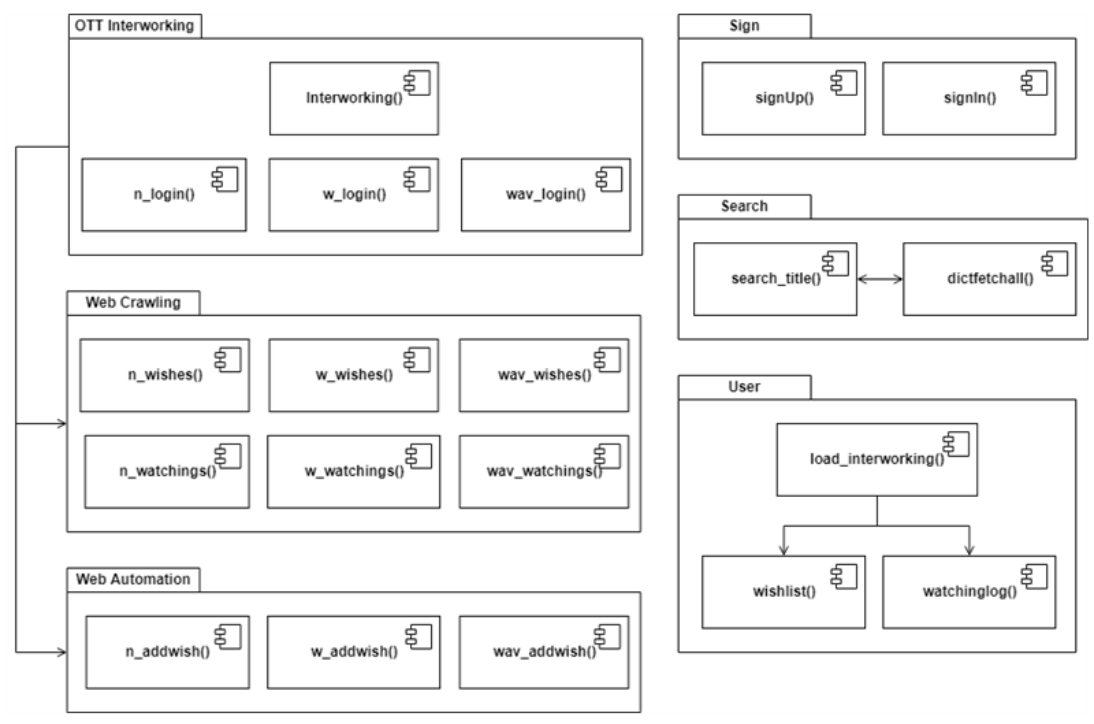 OTT Interworking
Interworking()
n_login()
w_login()
wav_login()
Web Crawling
n_wishes()
w_wishes()
wav_wishes()
n_watchings()
w_watchings()
wav_watchings()
Web Automation
n_addwish()
w_addwish()
wav_addwish()
Sign
signUp()
signIn()
Search
search_title()
dictfetchall()
User
load_interworking()
wishlist()
watchinglog()